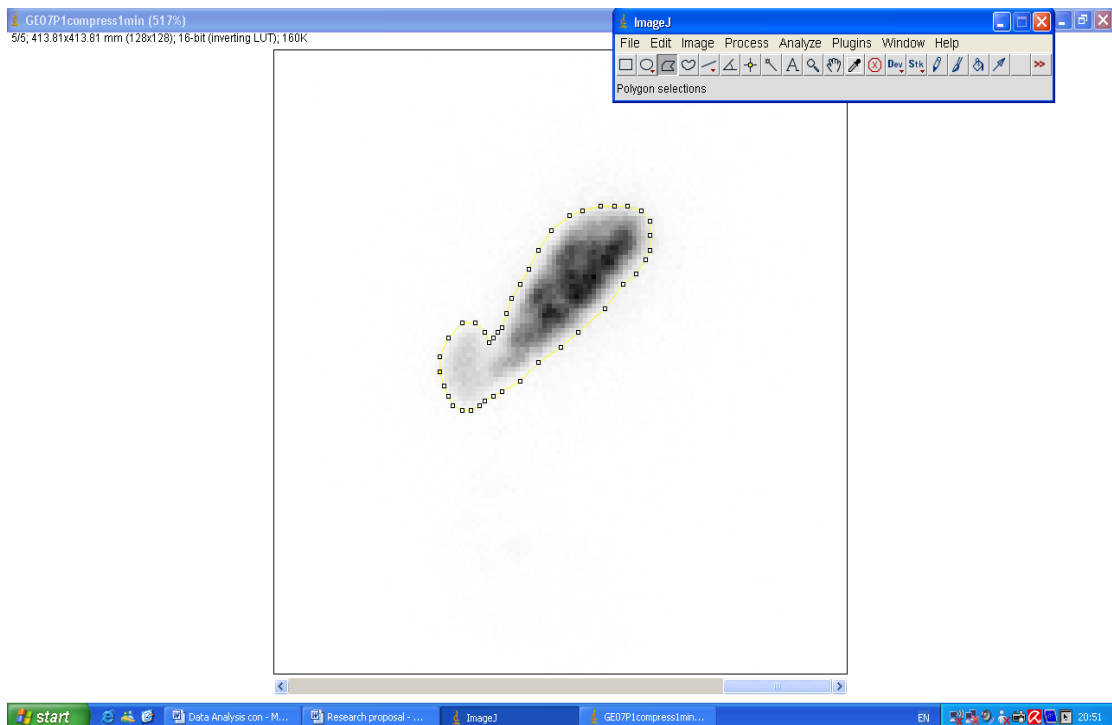 GE07P1compress1min (517%)
5/5; 413.81x413.81 mm (128x128); 16-bit (inverting LUT); 160K
ImageJ
File Edit Image Process Analyze Plugins Window Help
A Dev Stk >>
Polygon selections
start Data Analysis con - M... Research proposal - ... ImageJ GE07P1compress1min... EN 20:51